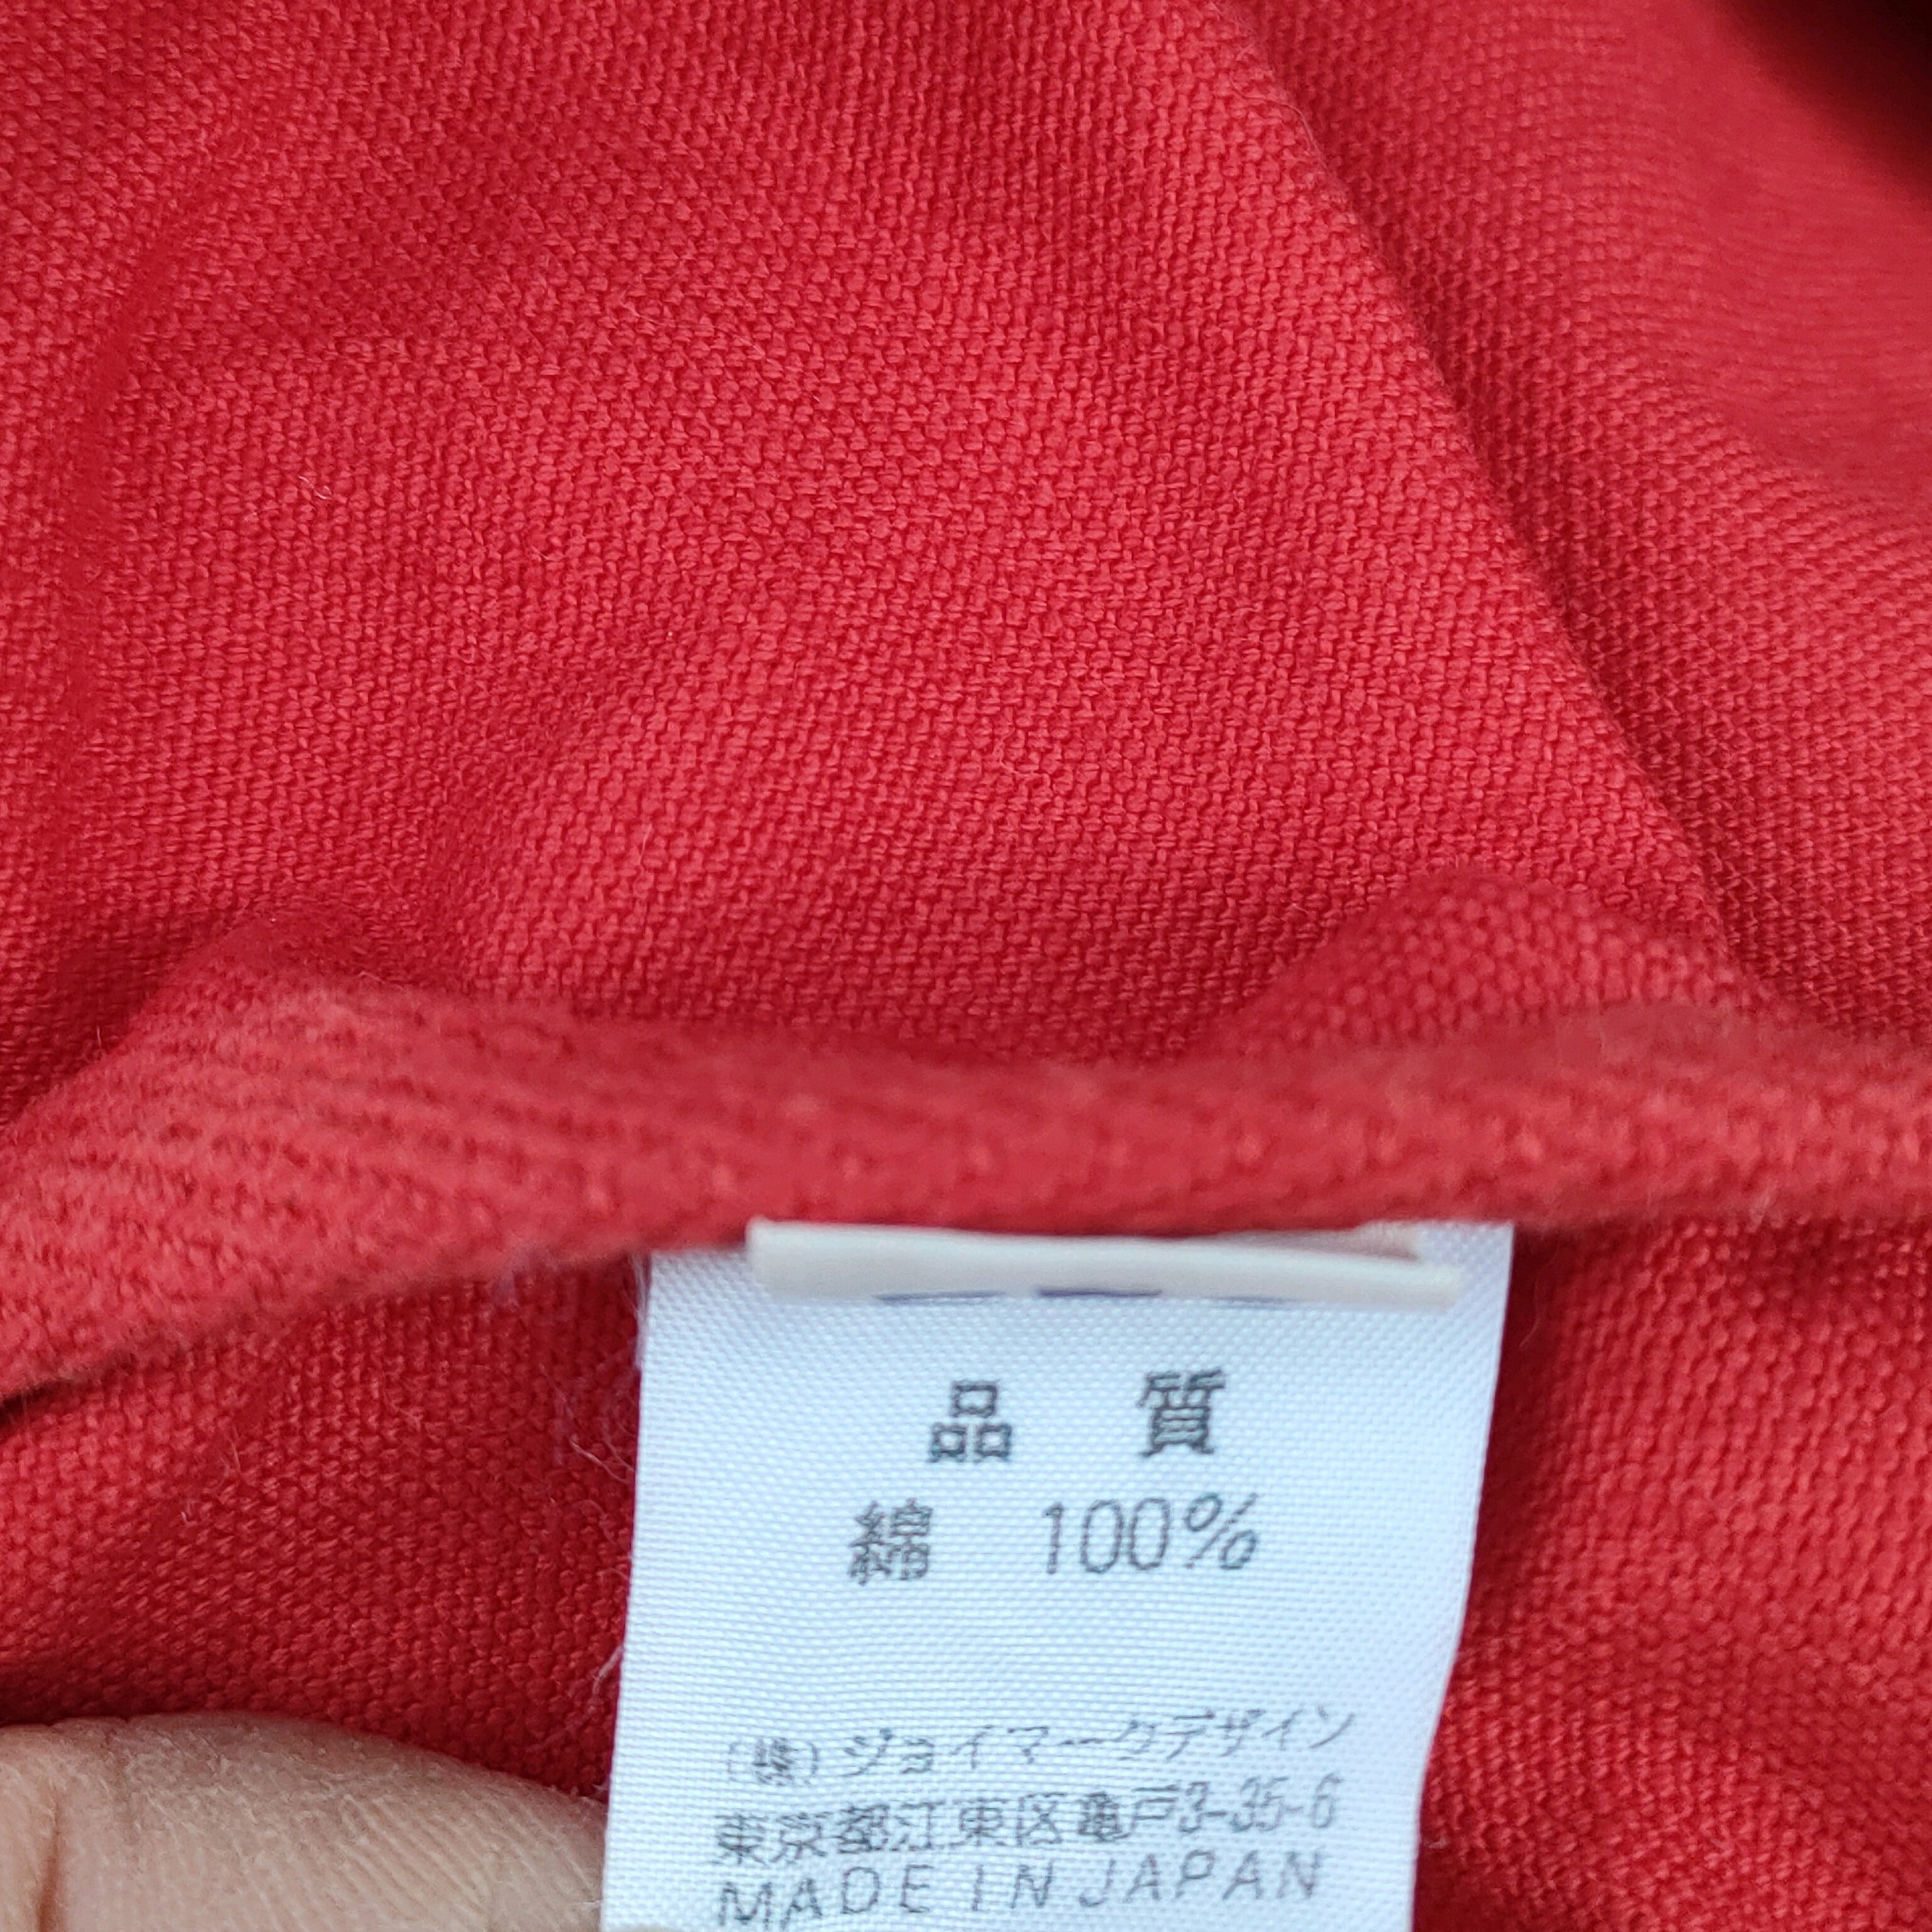 品 質
綿 100%
(株)ジョイマークデザイン
東京都江東区亀戸3-35-6
MADE IN JAPAN